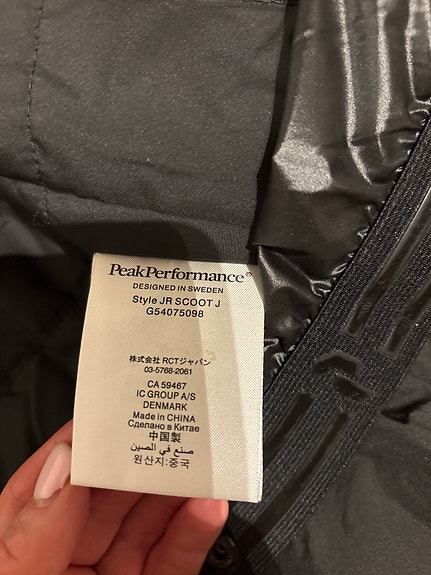 PeakPerformance®
DESIGNED IN SWEDEN
Style JR SCOOT J
G54075098
株式会社 RCTジャパン
03-5768-2061
CA 59467
IC GROUP A/S
DENMARK
Made in CHINA
Сделано в Китае
中国製
صنع في الصين
원산지:중국